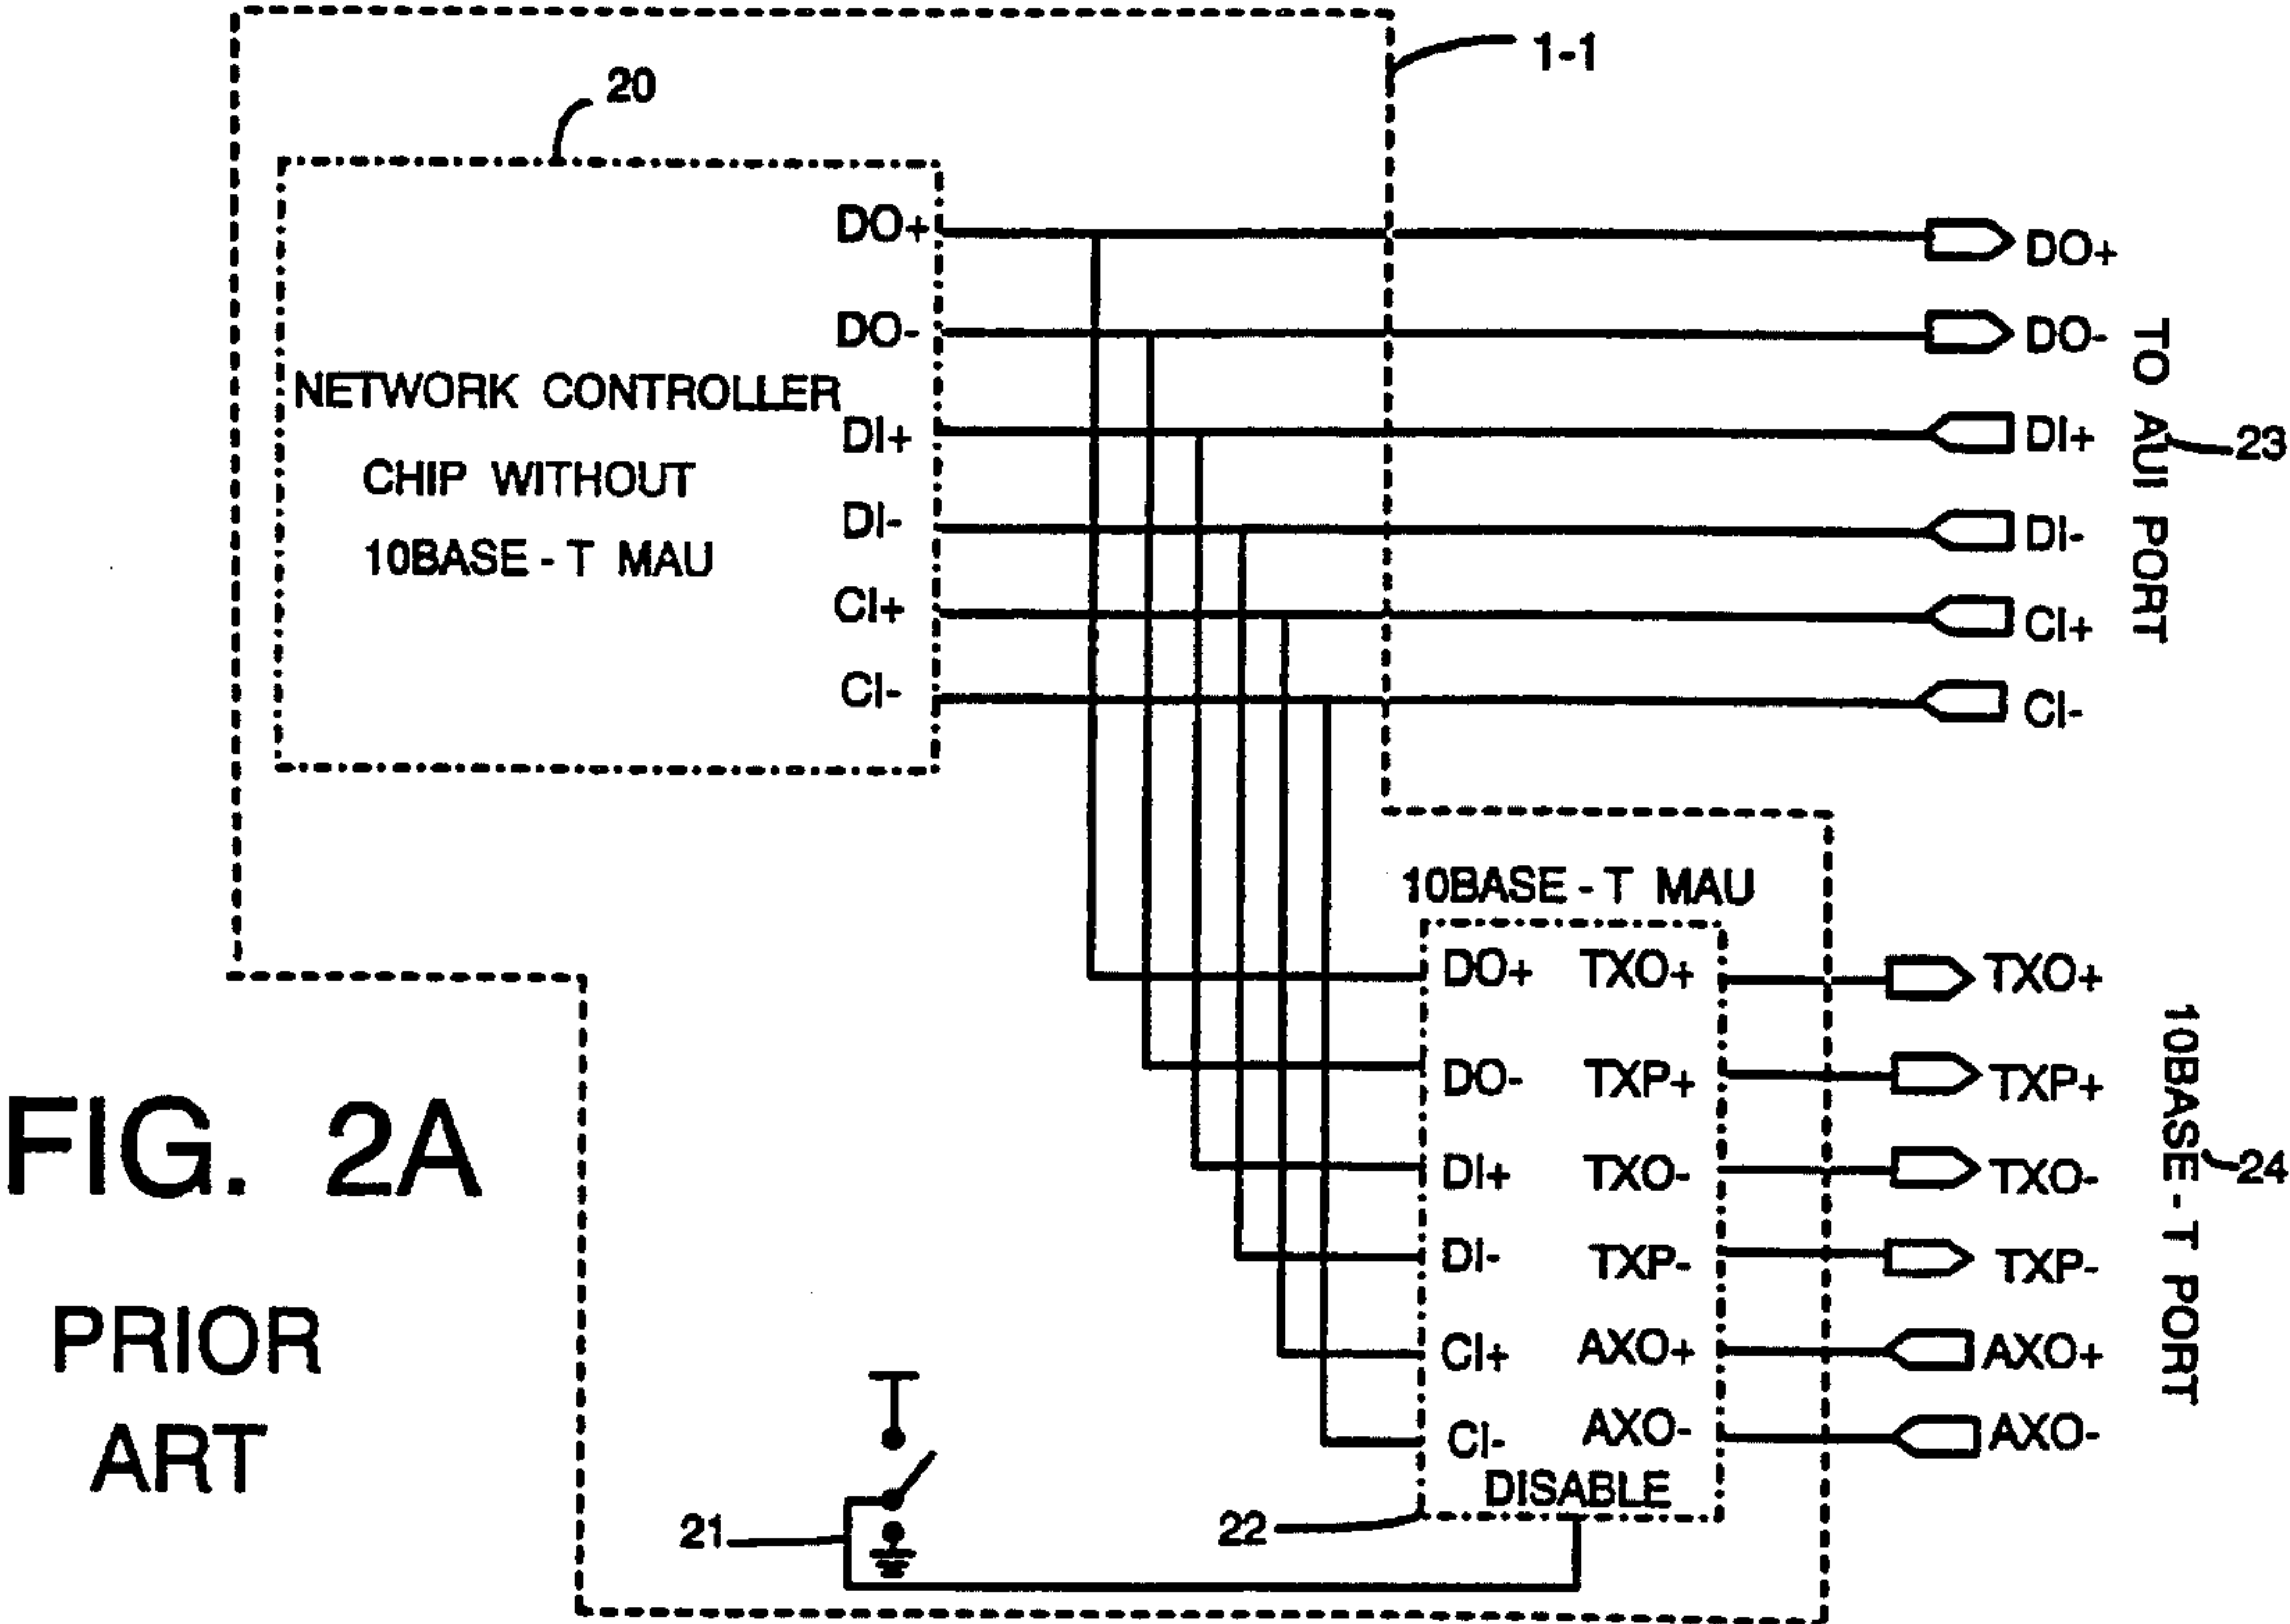 1-1
20
DO+
DO-
NETWORK CONTROLLER
DI+
CHIP WITHOUT
DI-
10BASE - T MAU
CI+
CI-
DO+
DO-
DI+
DI-
CI+
CI-
TO AUI PORT
23
10BASE - T MAU
DO+ TXO+
DO- TXP+
DI+ TXO-
DI- TXP-
CI+ AXO+
CI- AXO-
DISABLE
TXO+
TXP+
TXO-
TXP-
AXO+
AXO-
10BASE - T PORT
24
21
22
FIG. 2A
PRIOR
ART